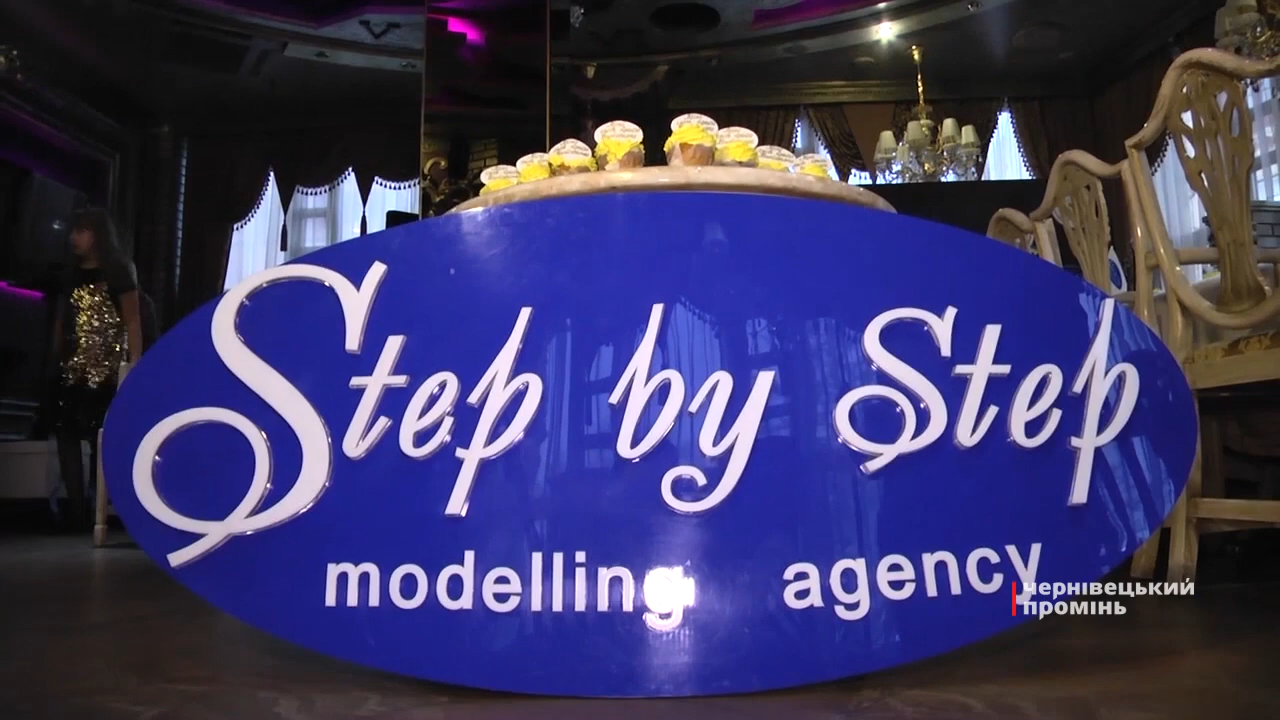 Step by Step
modelling agency
чернівецький
промінь